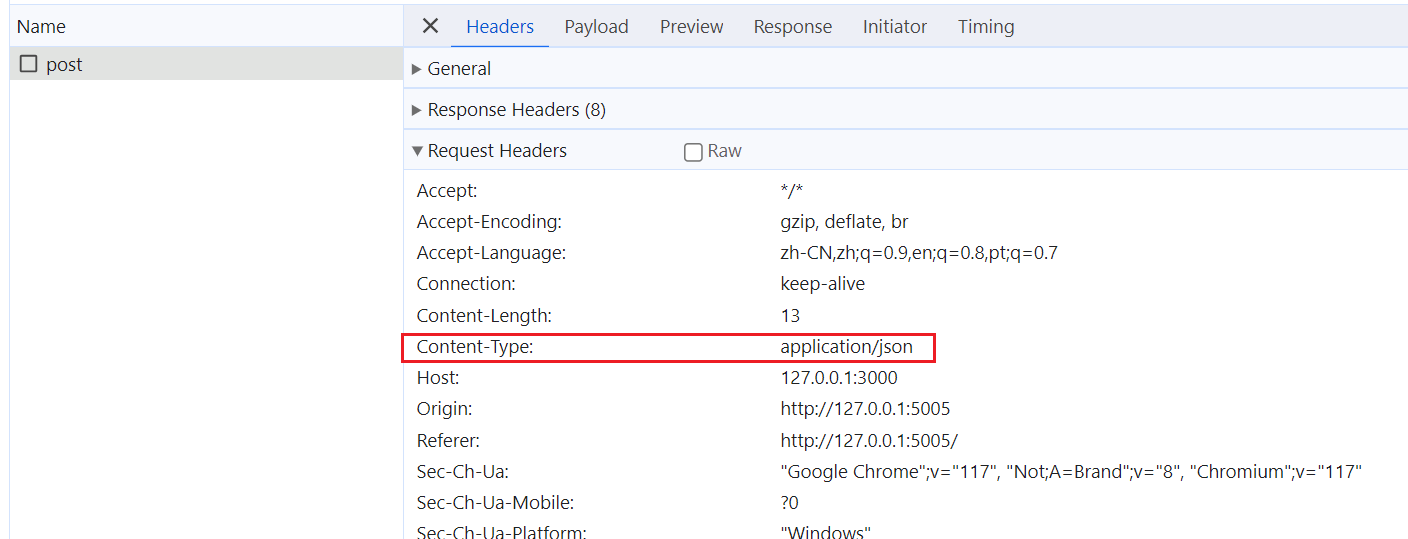 Name
Headers Payload Preview Response Initiator Timing
post
General
Response Headers (8)
Request Headers Raw
Accept: */*
Accept-Encoding: gzip, deflate, br
Accept-Language: zh-CN,zh;q=0.9,en;q=0.8,pt;q=0.7
Connection: keep-alive
Content-Length: 13
Content-Type: application/json
Host: 127.0.0.1:3000
Origin: http://127.0.0.1:5005
Referer: http://127.0.0.1:5005/
Sec-Ch-Ua: "Google Chrome";v="117", "Not;A=Brand";v="8", "Chromium";v="117"
Sec-Ch-Ua-Mobile: ?0
Sec-Ch-Ua-Platform: "Windows"